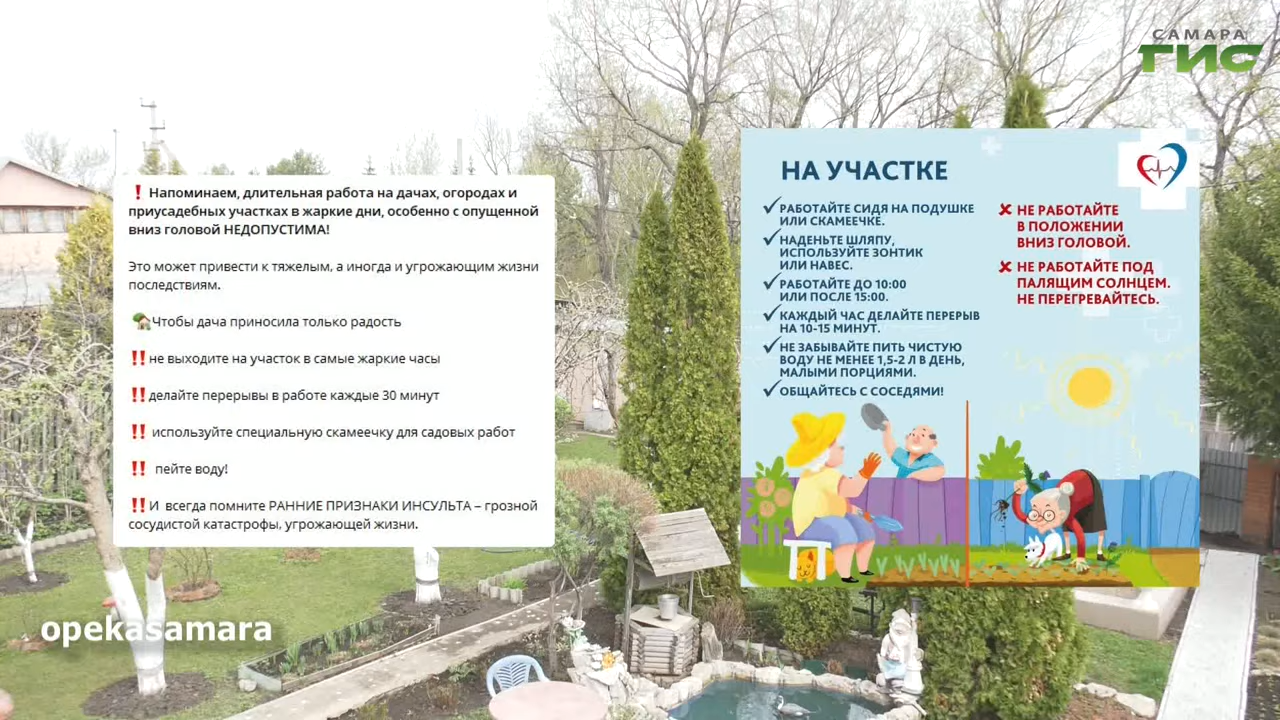 САМАРА
ГИС
❗ Напоминаем, длительная работа на дачах, огородах и
приусадебных участках в жаркие дни, особенно с опущенной
вниз головой НЕДОПУСТИМА!
Это может привести к тяжелым, а иногда и угрожающим жизни
последствиям.
🏡Чтобы дача приносила только радость
‼️не выходите на участок в самые жаркие часы
‼️делайте перерывы в работе каждые 30 минут
‼️ используйте специальную скамеечку для садовых работ
‼️ пейте воду!
‼️И всегда помните РАННИЕ ПРИЗНАКИ ИНСУЛЬТА – грозной
сосудистой катастрофы, угрожающей жизни.
НА УЧАСТКЕ
✓РАБОТАЙТЕ СИДЯ НА ПОДУШКЕ
ИЛИ СКАМЕЕЧКЕ.
✓НАДЕНЬТЕ ШЛЯПУ,
ИСПОЛЬЗУЙТЕ ЗОНТИК
ИЛИ НАВЕС.
✓РАБОТАЙТЕ ДО 10:00
ИЛИ ПОСЛЕ 15:00.
✓КАЖДЫЙ ЧАС ДЕЛАЙТЕ ПЕРЕРЫВ
НА 10-15 МИНУТ.
✓НЕ ЗАБЫВАЙТЕ ПИТЬ ЧИСТУЮ
ВОДУ НЕ МЕНЕЕ 1,5-2 Л В ДЕНЬ,
МАЛЫМИ ПОРЦИЯМИ.
✓ОБЩАЙТЕСЬ С СОСЕДЯМИ!
✗ НЕ РАБОТАЙТЕ
В ПОЛОЖЕНИИ
ВНИЗ ГОЛОВОЙ.
✗ НЕ РАБОТАЙТЕ ПОД
ПАЛЯЩИМ СОЛНЦЕМ.
НЕ ПЕРЕГРЕВАЙТЕСЬ.
opekasamara